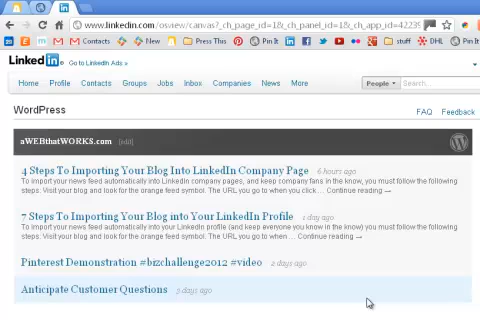 www.linkedin.com/osview/canvas?_ch_page_id=1&_ch_panel_id=1&_ch_app_id=42239
Contacts New Press This Pin It stuff DHL Pin It
Linked in Go to LinkedIn Ads »
Home Profile Contacts Groups Jobs Inbox Companies News More People Search...
WordPress FAQ Feedback
aWEBthatWORKS.com [edit]
4 Steps To Importing Your Blog Into LinkedIn Company Page 6 hours ago
To import your news feed automatically into LinkedIn company pages, and keep company fans in the know, you must follow the following
steps: Visit your blog and look for the orange feed symbol. The URL you go to when you click… Continue reading →
7 Steps To Importing Your Blog into Your LinkedIn Profile 1 day ago
To import your news feed automatically into your LinkedIn profile (and keep everyone you know in the know) you must follow the following
steps: Visit your blog and look for the orange feed symbol. The URL you go to when… Continue reading →
Pinterest Demonstration #bizchallenge2012 #video 2 days ago
Anticipate Customer Questions 5 days ago